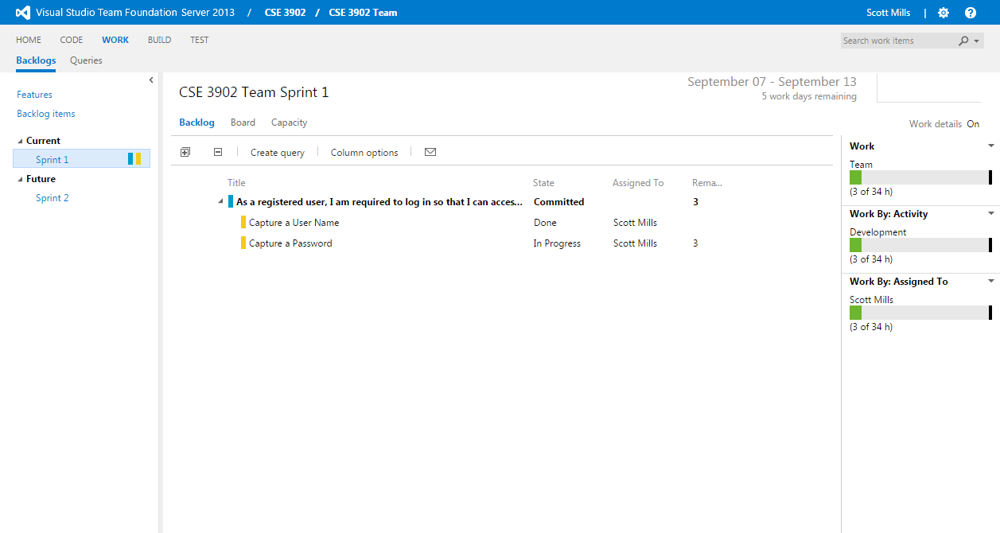 Visual Studio Team Foundation Server 2013 / CSE 3902 / CSE 3902 Team Scott Mills | ?
HOME CODE WORK BUILD TEST Search work items
Backlogs Queries
Features
Backlog items
Current
Sprint 1
Future
Sprint 2
CSE 3902 Team Sprint 1
September 07 - September 13
5 work days remaining
Backlog Board Capacity
Work details On
Create query Column options
Title State Assigned To Rema...
As a registered user, I am required to log in so that I can acces... Committed 3
Capture a User Name Done Scott Mills
Capture a Password In Progress Scott Mills 3
Work
Team
(3 of 34 h)
Work By: Activity
Development
(3 of 34 h)
Work By: Assigned To
Scott Mills
(3 of 34 h)